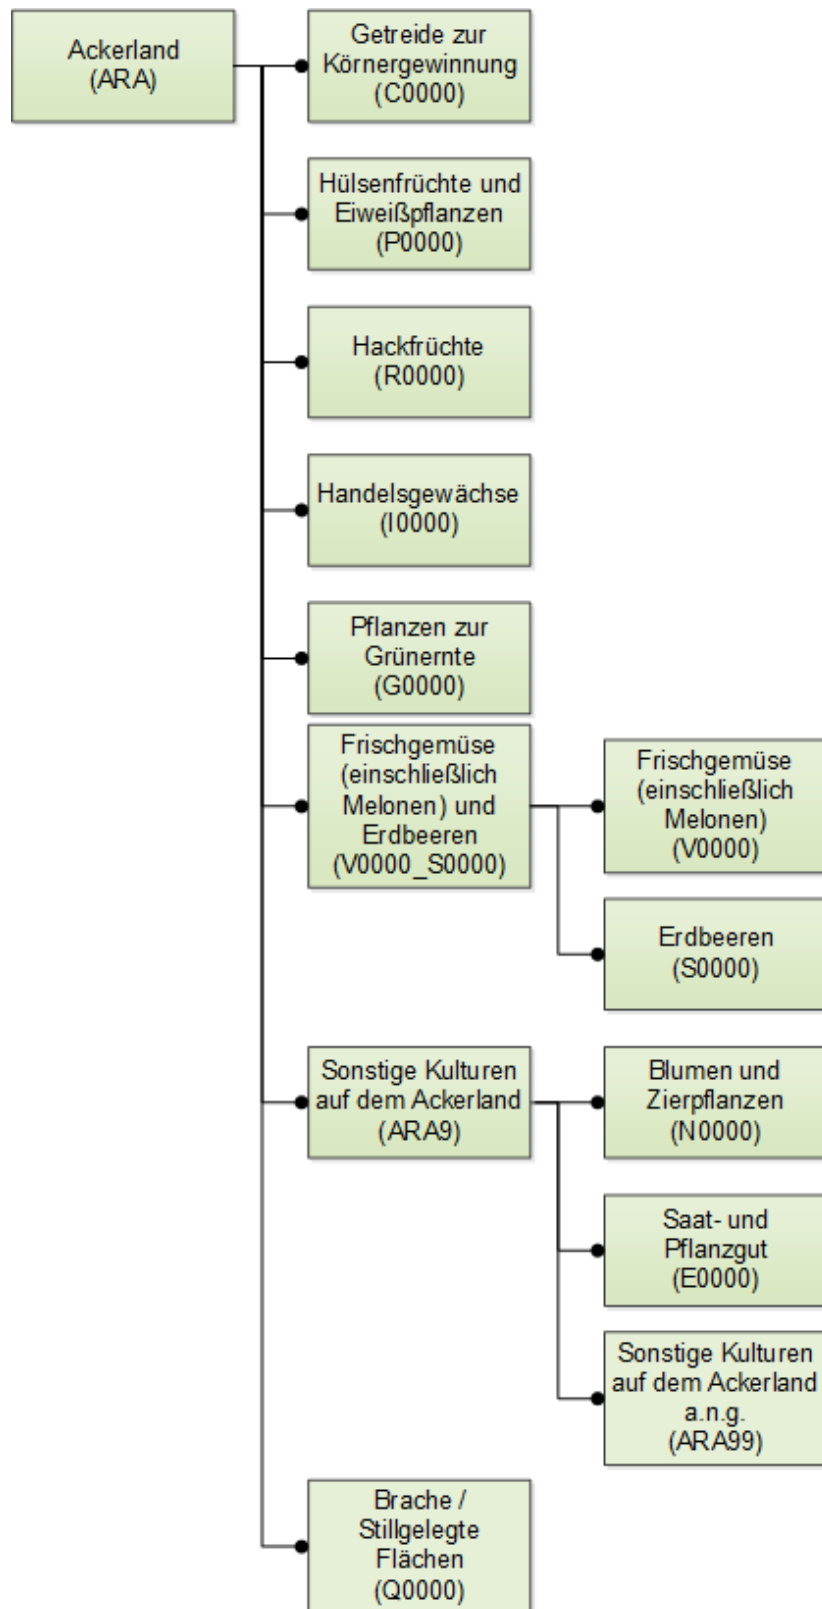 Ackerland
(ARA)
Getreide zur
Körnergewinnung
(C0000)
Hülsenfrüchte und
Eiweißpflanzen
(P0000)
Hackfrüchte
(R0000)
Handelsgewächse
(I0000)
Pflanzen zur
Grünernte
(G0000)
Frischgemüse
(einschließlich
Melonen) und
Erdbeeren
(V0000_S0000)
Frischgemüse
(einschließlich
Melonen)
(V0000)
Erdbeeren
(S0000)
Sonstige Kulturen
auf dem Ackerland
(ARA9)
Blumen und
Zierpflanzen
(N0000)
Saat- und
Pflanzgut
(E0000)
Sonstige Kulturen
auf dem Ackerland
a.n.g.
(ARA99)
Brache /
Stillgelegte
Flächen
(Q0000)